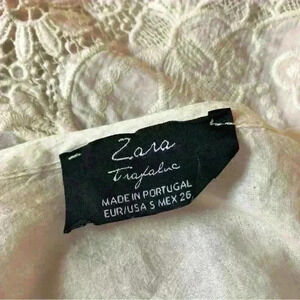 Zara
Trafaluc
MADE IN PORTUGAL
EUR/USA S MEX 26